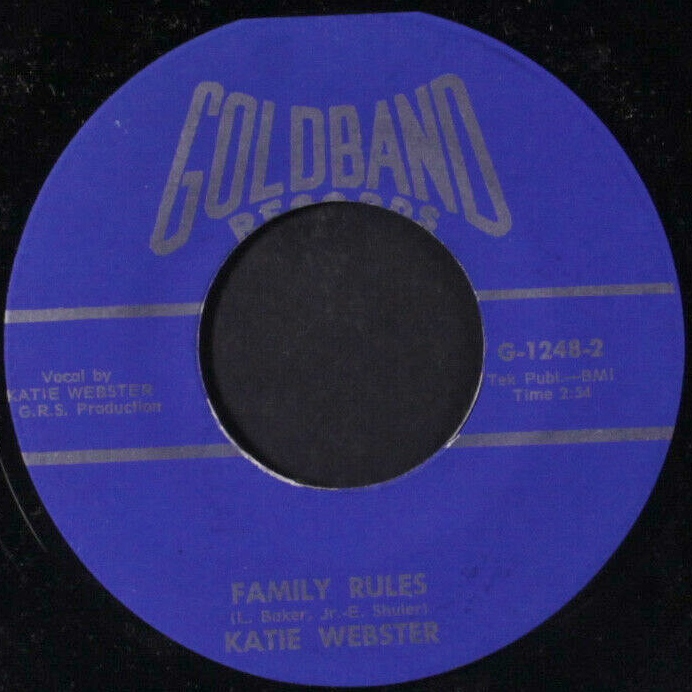 GOLDBAND
RECORDS
Vocal by
KATIE WEBSTER
G.R.S. Production
G-1248-2
Tek Publ.—BMI
Time 2:54
FAMILY RULES
(L. Baker, Jr.-E. Shuler)
KATIE WEBSTER